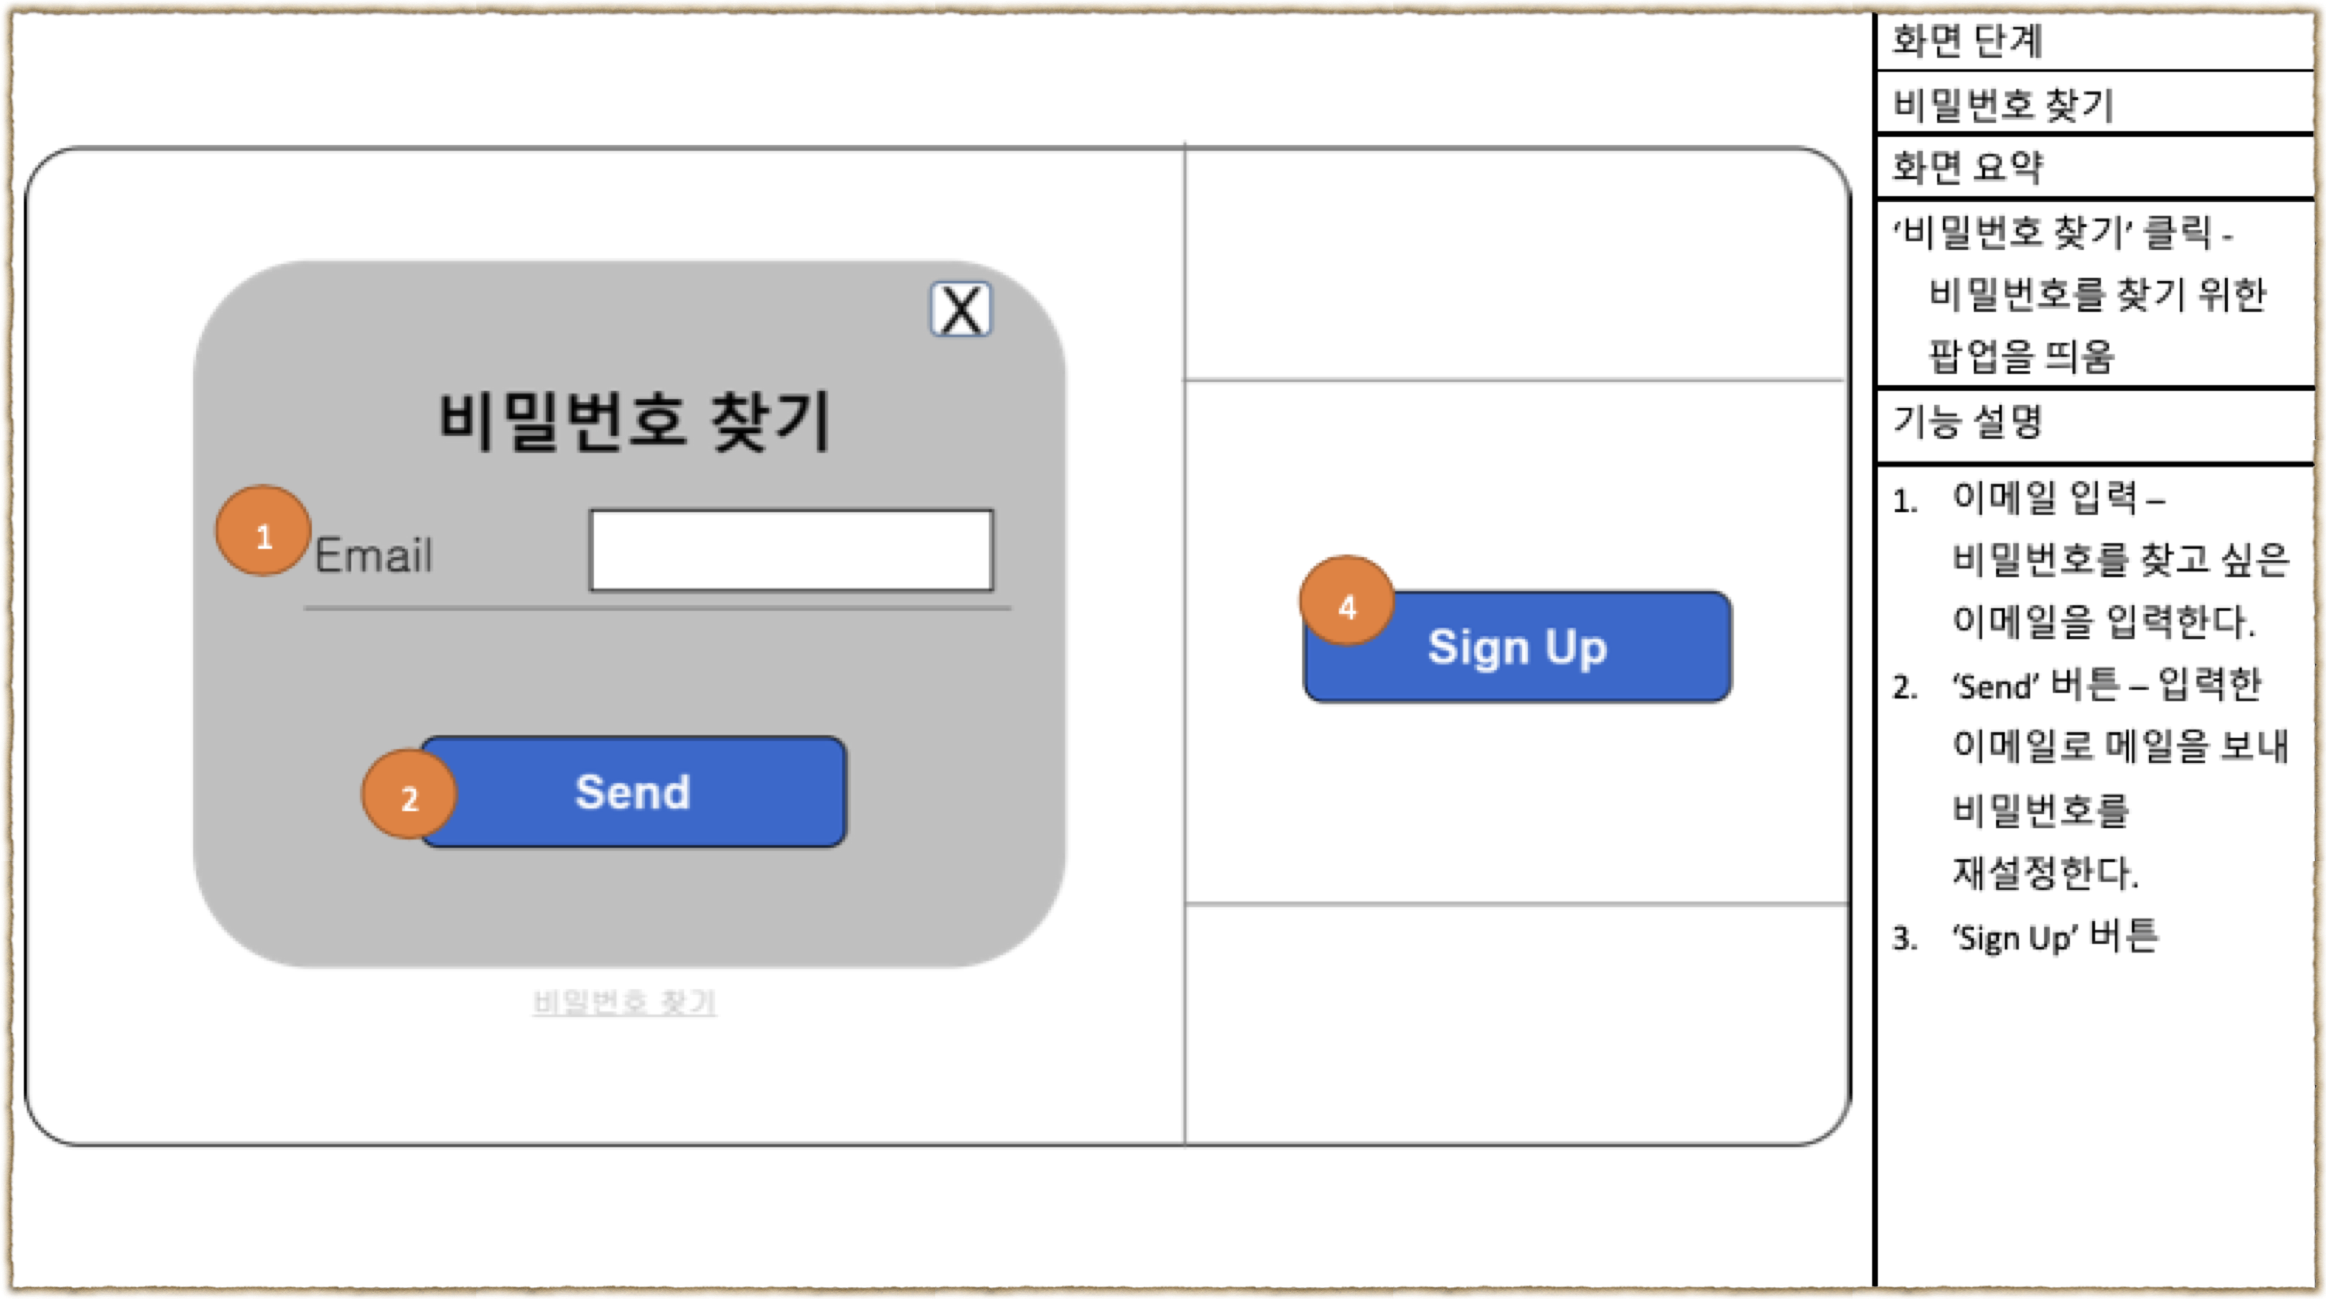 X
비밀번호 찾기
1
Email
2
Send
비밀번호 찾기
4
Sign Up
화면 단계
비밀번호 찾기
화면 요약
‘비밀번호 찾기’ 클릭 -
비밀번호를 찾기 위한
팝업을 띄움
기능 설명
1. 이메일 입력 –
비밀번호를 찾고 싶은
이메일을 입력한다.
2. ‘Send’ 버튼 – 입력한
이메일로 메일을 보내
비밀번호를
재설정한다.
3. ‘Sign Up’ 버튼